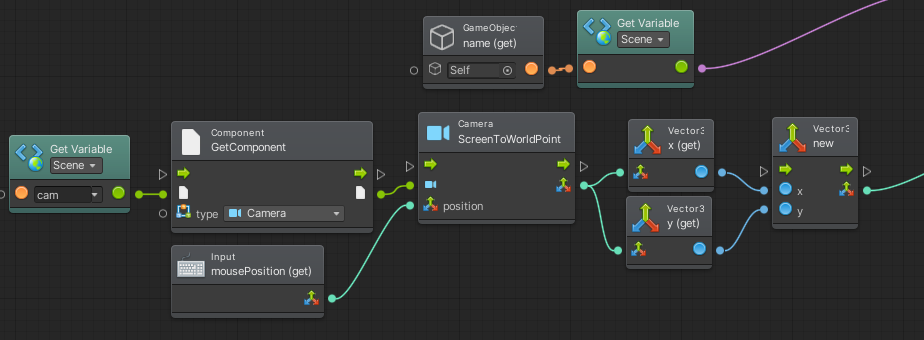 GameObjec
name (get)
Self
Get Variable
Scene
Get Variable
Scene
cam
Component
GetComponent
type
Camera
Input
mousePosition (get)
Camera
ScreenToWorldPoint
position
Vector3
x (get)
Vector3
y (get)
Vector3
new
x
y